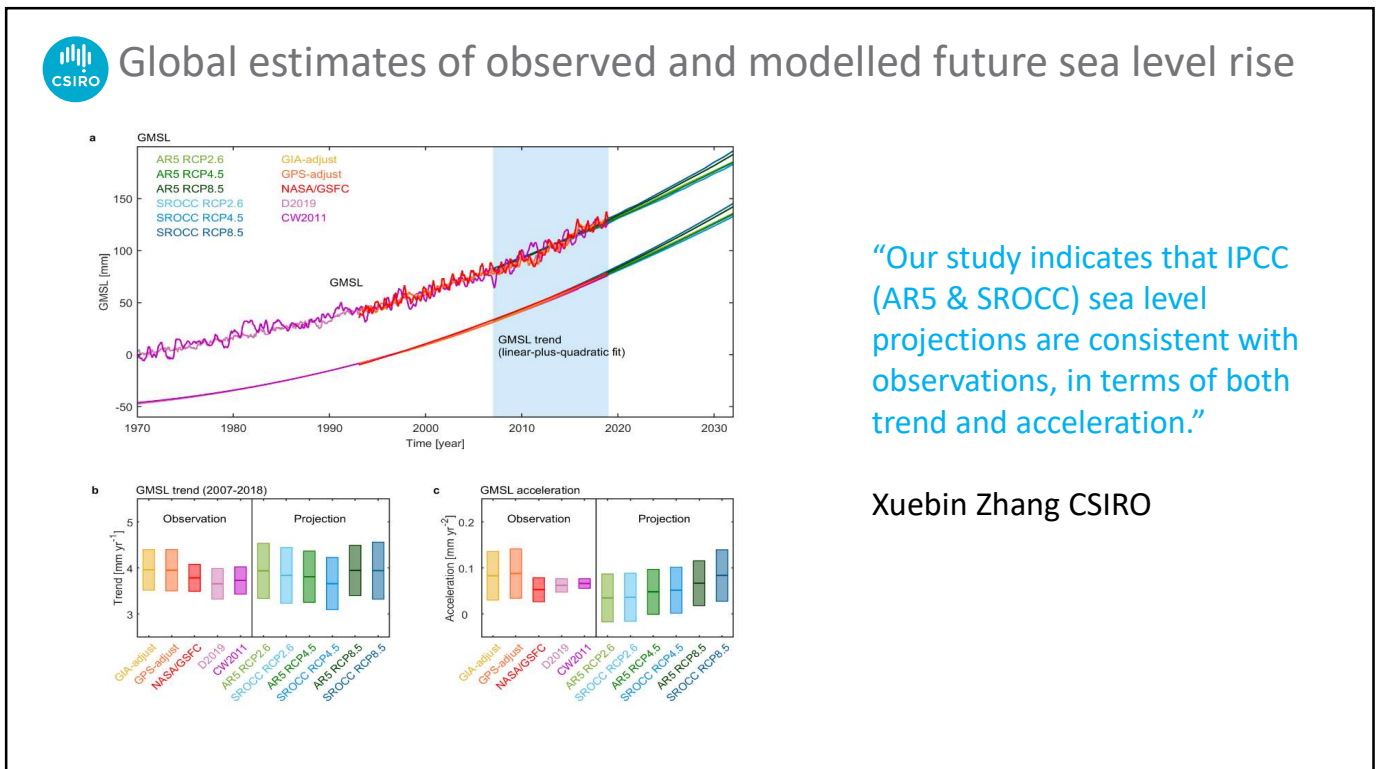 CSIRO
Global estimates of observed and modelled future sea level rise
a GMSL
AR5 RCP2.6 GIA-adjust
AR5 RCP4.5 GPS-adjust
AR5 RCP8.5 NASA/GSFC
SROCC RCP2.6 D2019
SROCC RCP4.5 CW2011
SROCC RCP8.5
150
100
50
0
-50
GMSL [mm]
GMSL
GMSL trend
(linear-plus-quadratic fit)
1970 1980 1990 2000 2010 2020 2030
Time [year]
“Our study indicates that IPCC
(AR5 & SROCC) sea level
projections are consistent with
observations, in terms of both
trend and acceleration.”
Xuebin Zhang CSIRO
b GMSL trend (2007-2018)
Observation Projection
5
4
3
Trend [mm yr-1]
GIA-adjust
GPS-adjust
NASA/GSFC
D2019
CW2011
AR5 RCP2.6
SROCC RCP2.6
AR5 RCP4.5
SROCC RCP4.5
AR5 RCP8.5
SROCC RCP8.5
c GMSL acceleration
Observation Projection
0.2
0.1
0
Acceleration [mm yr-2]
GIA-adjust
GPS-adjust
NASA/GSFC
D2019
CW2011
AR5 RCP2.6
SROCC RCP2.6
AR5 RCP4.5
SROCC RCP4.5
AR5 RCP8.5
SROCC RCP8.5